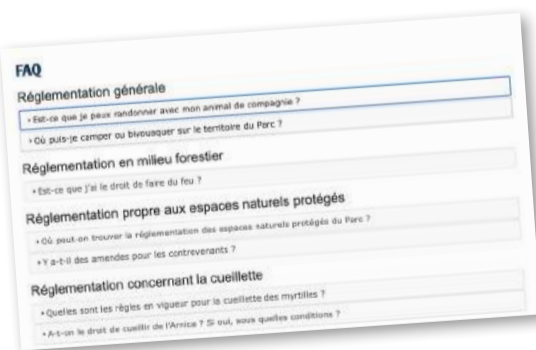 FAQ
Réglementation générale
• Est-ce que je peux randonner avec mon animal de compagnie ?
• Où puis-je camper ou bivouaquer sur le territoire du Parc ?
Réglementation en milieu forestier
• Est-ce que j'ai le droit de faire du feu ?
Réglementation propre aux espaces naturels protégés
• Où peut-on trouver la réglementation des espaces naturels protégés du Parc ?
• Y a-t-il des amendes pour les contrevenants ?
Réglementation concernant la cueillette
• Quelles sont les règles en vigueur pour la cueillette des myrtilles ?
• A-t-on le droit de cueillir de l'Arnica ? Si oui, sous quelles conditions ?